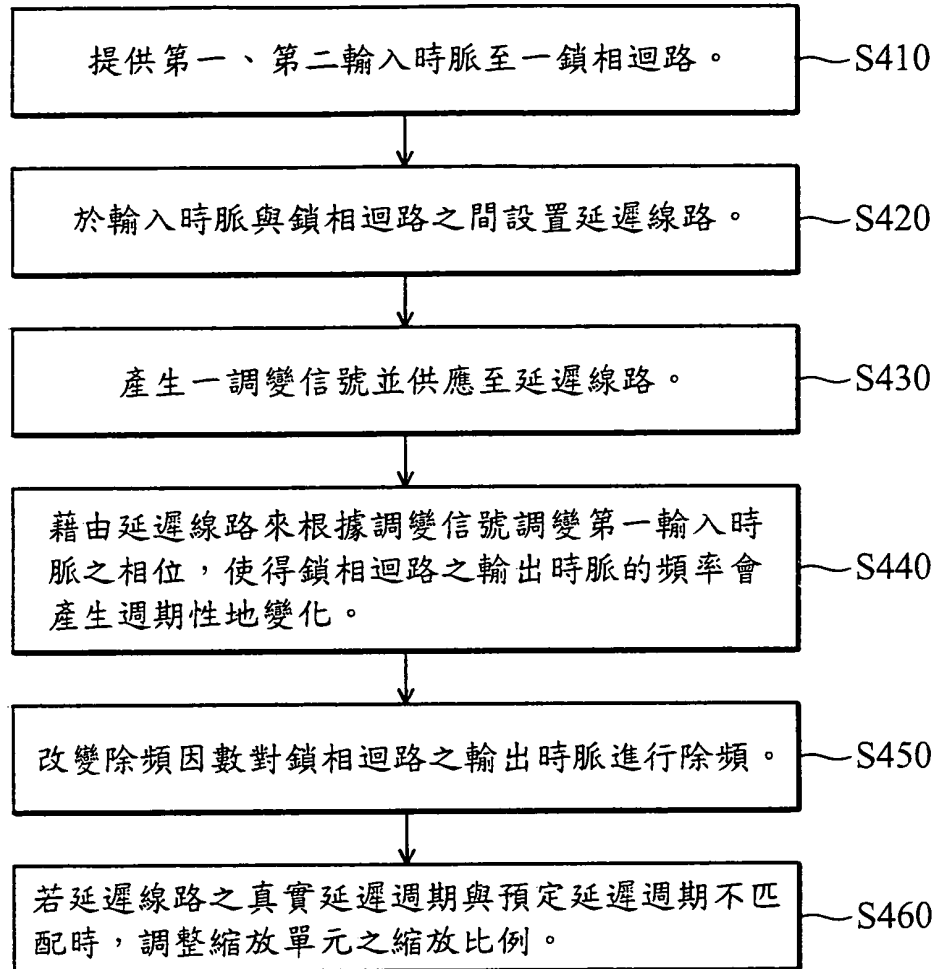 提供第一、第二輸入時脈至一鎖相迴路。
S410
於輸入時脈與鎖相迴路之間設置延遲線路。
S420
產生一調變信號並供應至延遲線路。
S430
藉由延遲線路來根據調變信號調變第一輸入時
脈之相位，使得鎖相迴路之輸出時脈的頻率會
產生週期性地變化。
S440
改變除頻因數對鎖相迴路之輸出時脈進行除頻。
S450
若延遲線路之真實延遲週期與預定延遲週期不匹
配時，調整縮放單元之縮放比例。
S460